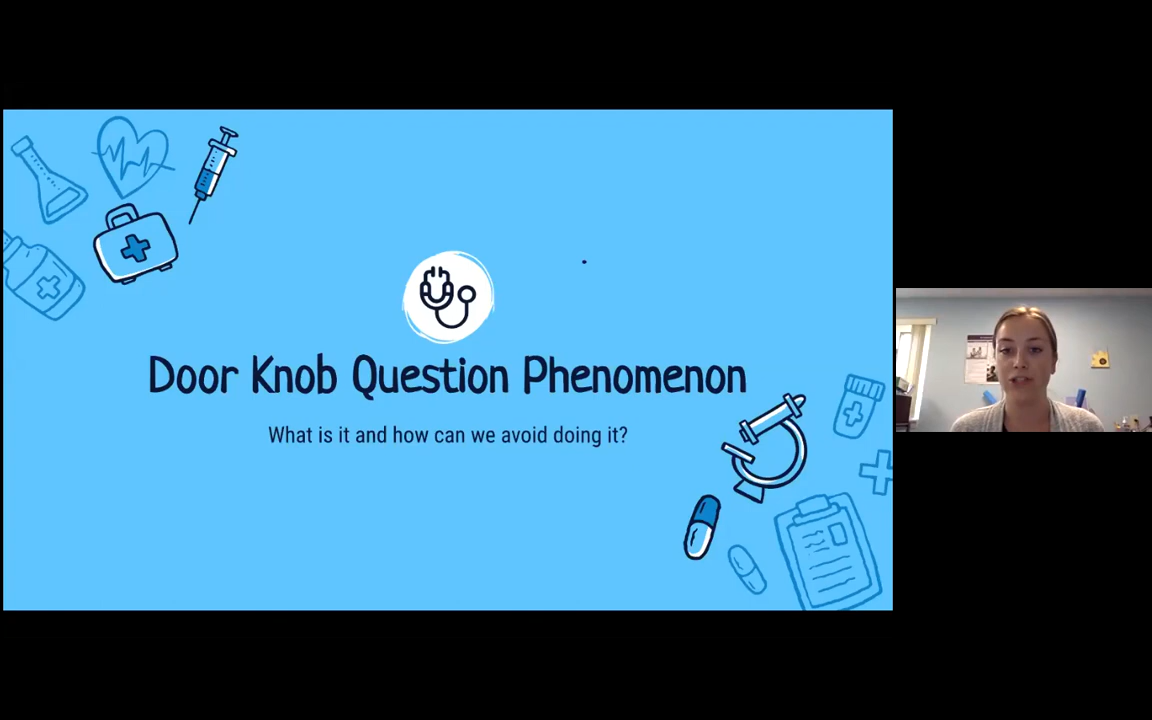 Door Knob Question Phenomenon
What is it and how can we avoid doing it?